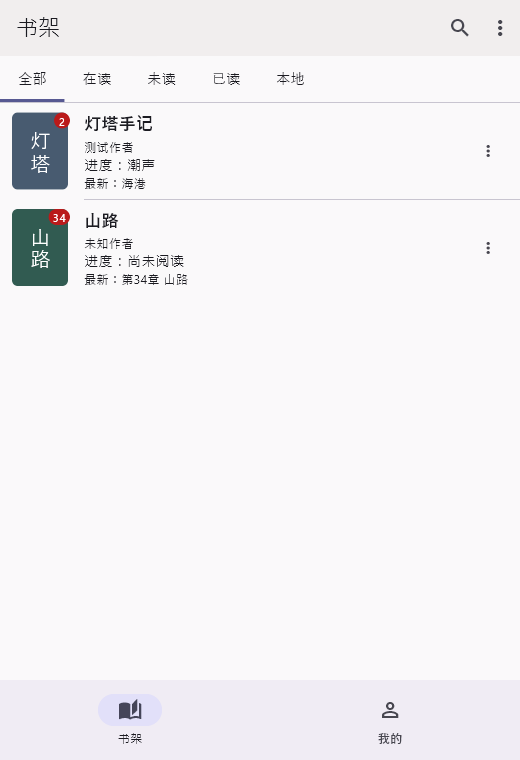 书架
全部 在读 未读 已读 本地
灯塔
2
灯塔手记
测试作者
进度：潮声
最新：海港
山路
34
山路
未知作者
进度：尚未阅读
最新：第34章 山路
书架 我的